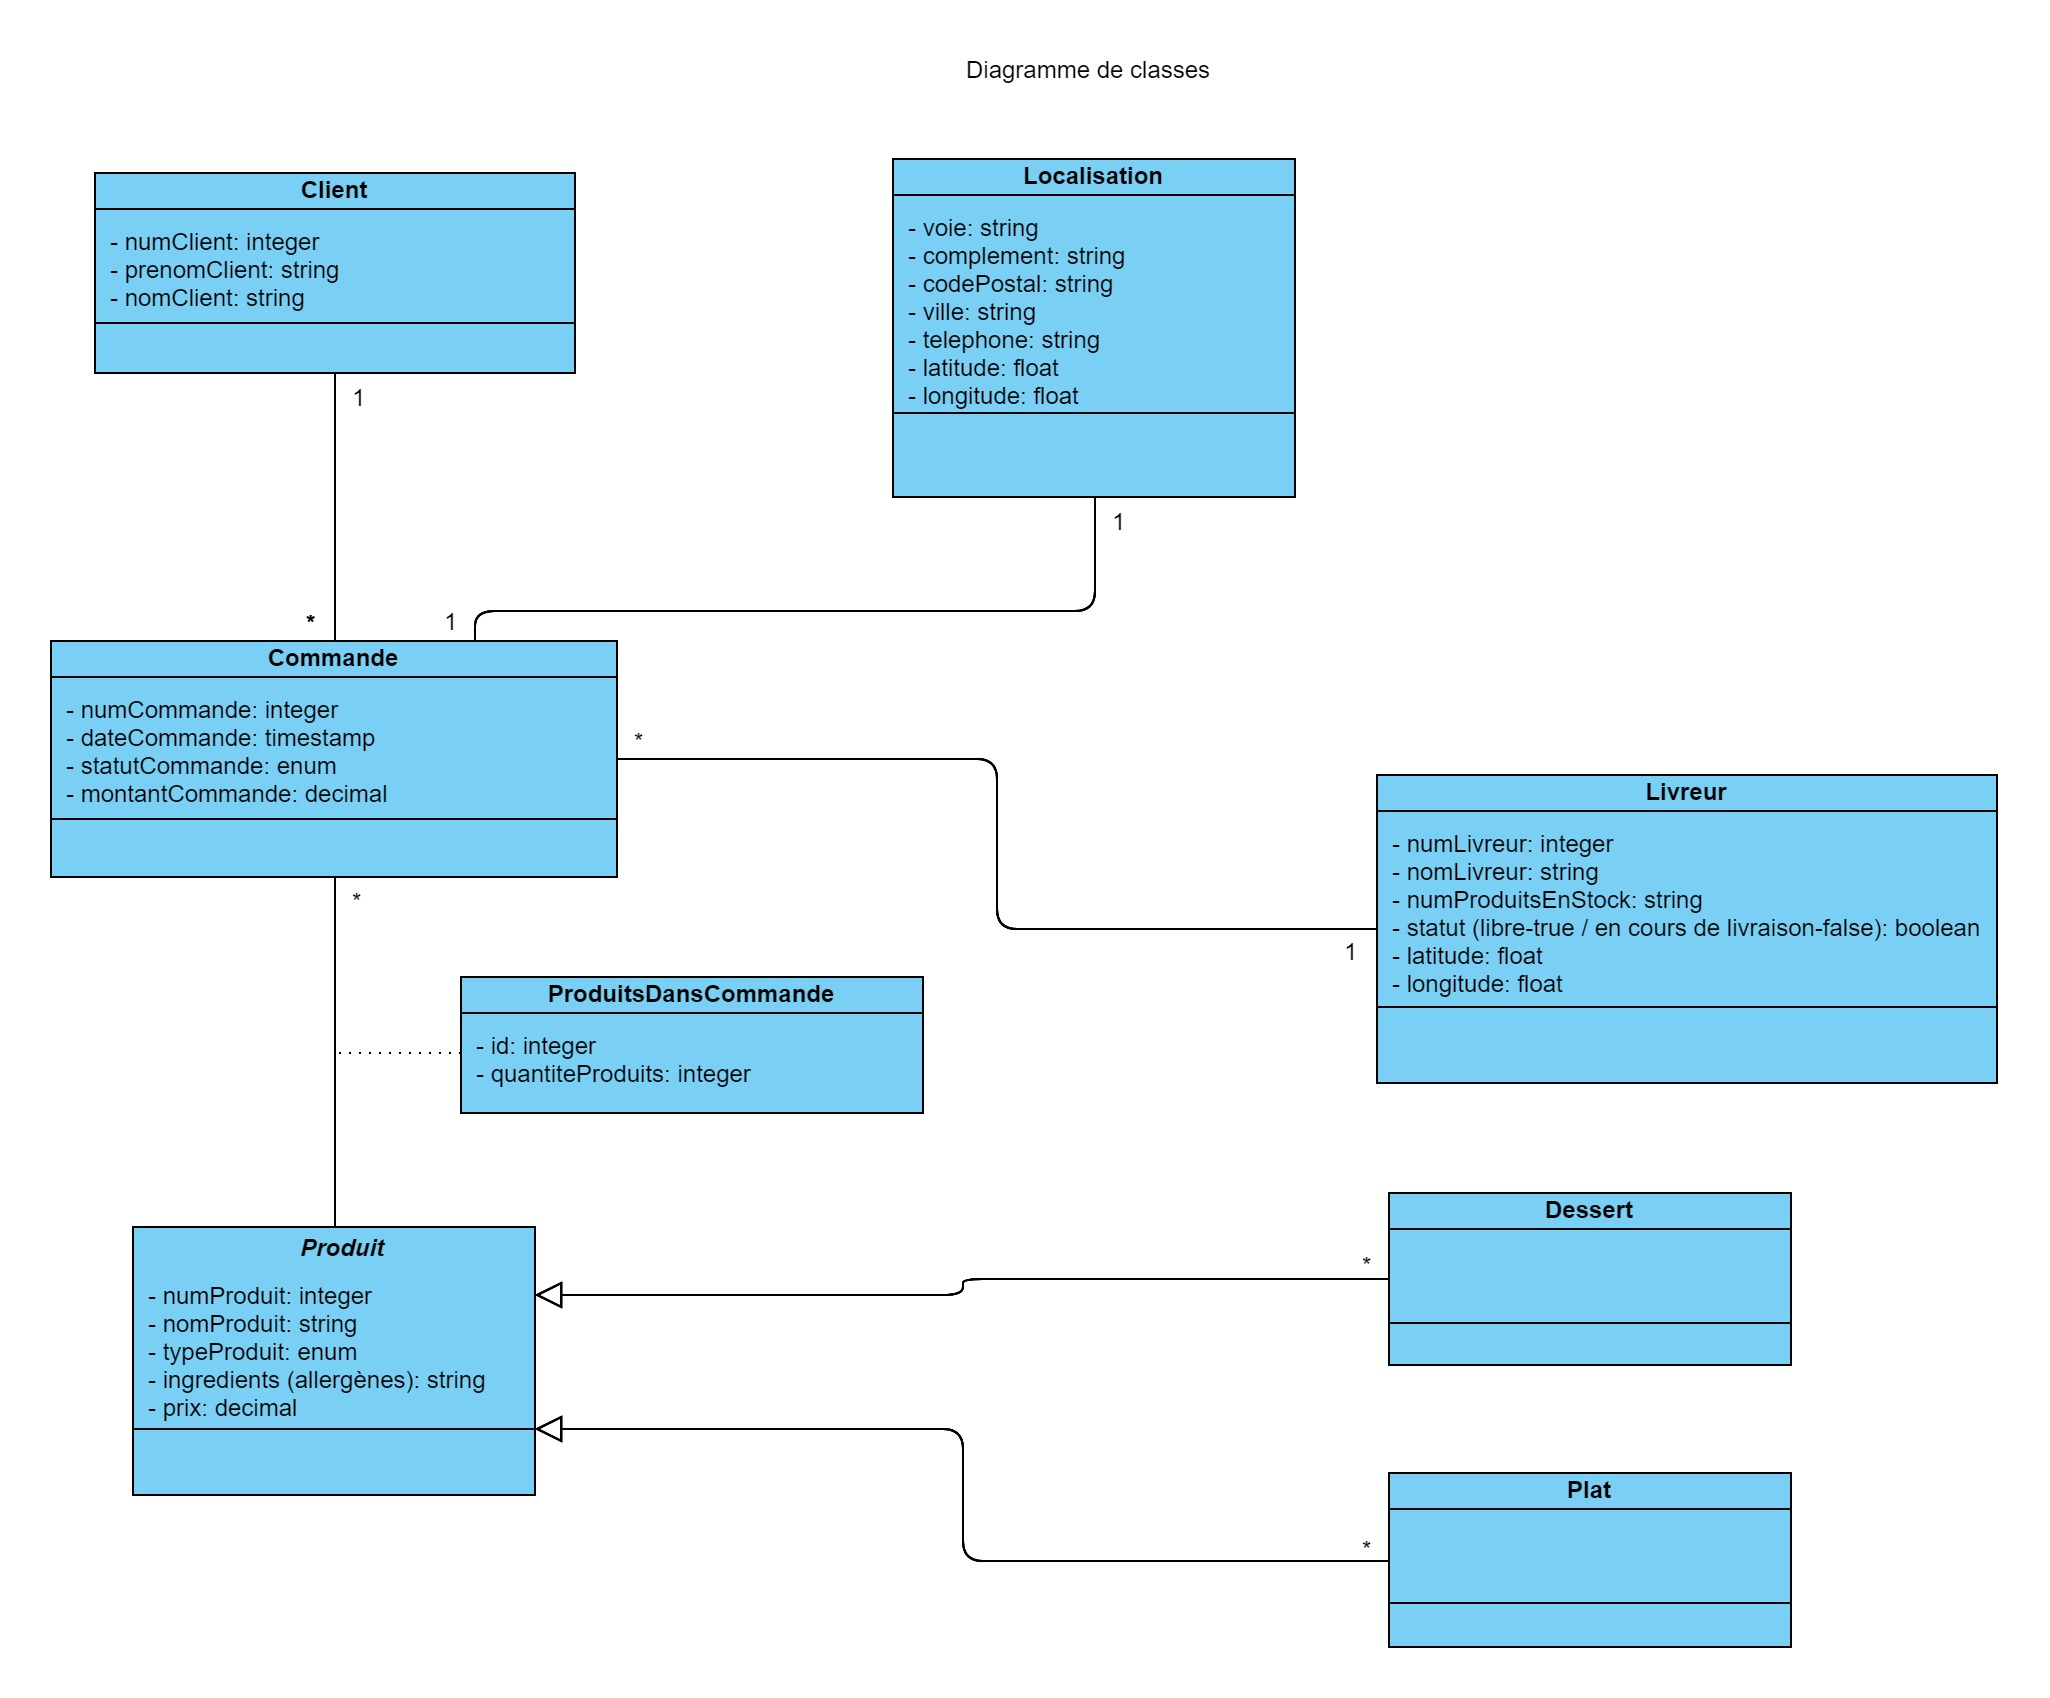 Diagramme de classes
Client
- numClient: integer
- prenomClient: string
- nomClient: string
Localisation
- voie: string
- complement: string
- codePostal: string
- ville: string
- telephone: string
- latitude: float
- longitude: float
1
1
*
1
Commande
- numCommande: integer
- dateCommande: timestamp
- statutCommande: enum
- montantCommande: decimal
*
Livreur
- numLivreur: integer
- nomLivreur: string
- numProduitsEnStock: string
- statut (libre-true / en cours de livraison-false): boolean
- latitude: float
- longitude: float
1
*
ProduitsDansCommande
- id: integer
- quantiteProduits: integer
Produit
- numProduit: integer
- nomProduit: string
- typeProduit: enum
- ingredients (allergènes): string
- prix: decimal
Dessert
*
Plat
*